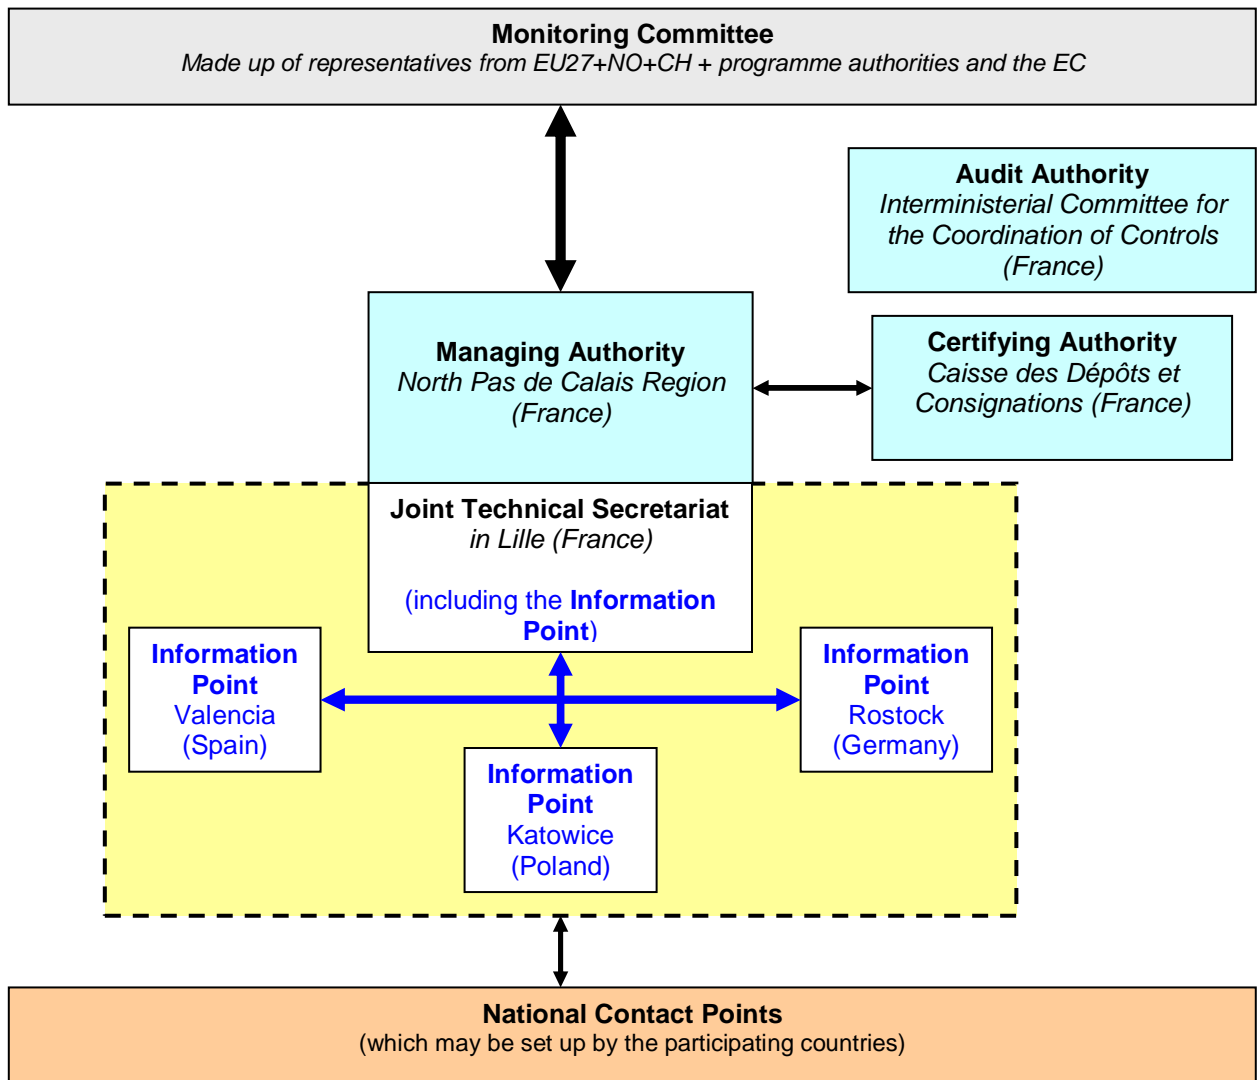 Monitoring Committee
Made up of representatives from EU27+NO+CH + programme authorities and the EC
Audit Authority
Interministerial Committee for
the Coordination of Controls
(France)
Managing Authority
North Pas de Calais Region
(France)
Certifying Authority
Caisse des Dépôts et
Consignations (France)
Joint Technical Secretariat
in Lille (France)
(including the Information
Point)
Information
Point
Valencia
(Spain)
Information
Point
Rostock
(Germany)
Information
Point
Katowice
(Poland)
National Contact Points
(which may be set up by the participating countries)